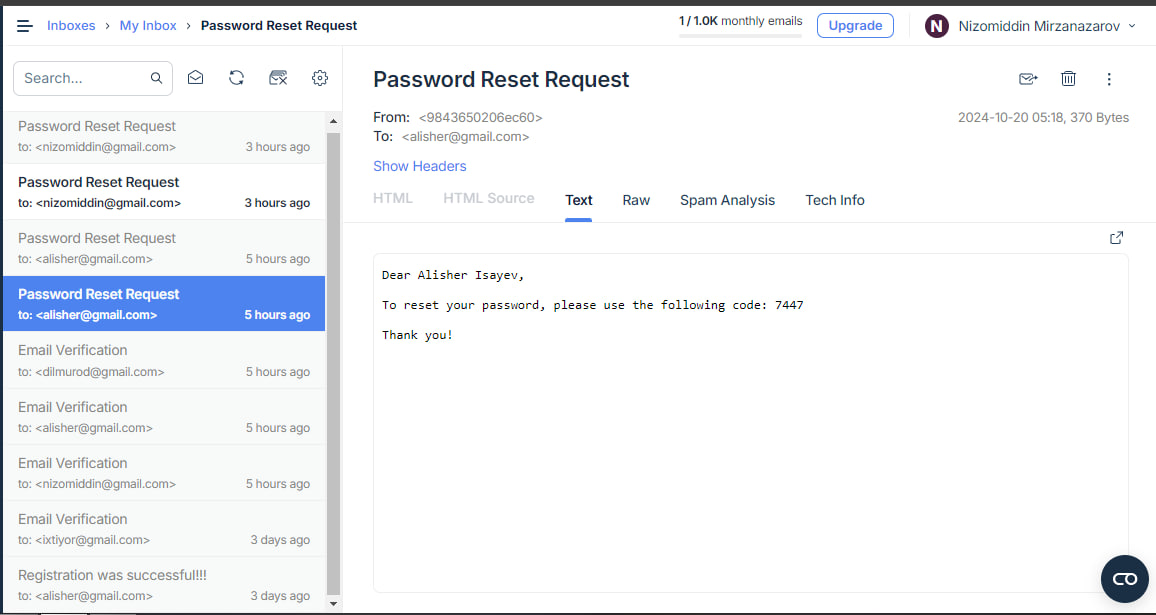 Inboxes › My Inbox › Password Reset Request
1 / 1.0K monthly emails
Upgrade
N Nizomiddin Mirzanazarov
Search...
Password Reset Request
to: <nizomiddin@gmail.com> 3 hours ago
Password Reset Request
to: <nizomiddin@gmail.com> 3 hours ago
Password Reset Request
to: <alisher@gmail.com> 5 hours ago
Password Reset Request
to: <alisher@gmail.com> 5 hours ago
Email Verification
to: <dilmurod@gmail.com> 5 hours ago
Email Verification
to: <alisher@gmail.com> 5 hours ago
Email Verification
to: <nizomiddin@gmail.com> 5 hours ago
Email Verification
to: <ixtiyor@gmail.com> 3 days ago
Registration was successful!!!
to: <alisher@gmail.com> 3 days ago
Password Reset Request
From: <9843650206ec60> 2024-10-20 05:18, 370 Bytes
To: <alisher@gmail.com>
Show Headers
HTML HTML Source Text Raw Spam Analysis Tech Info
Dear Alisher Isayev,
To reset your password, please use the following code: 7447
Thank you!